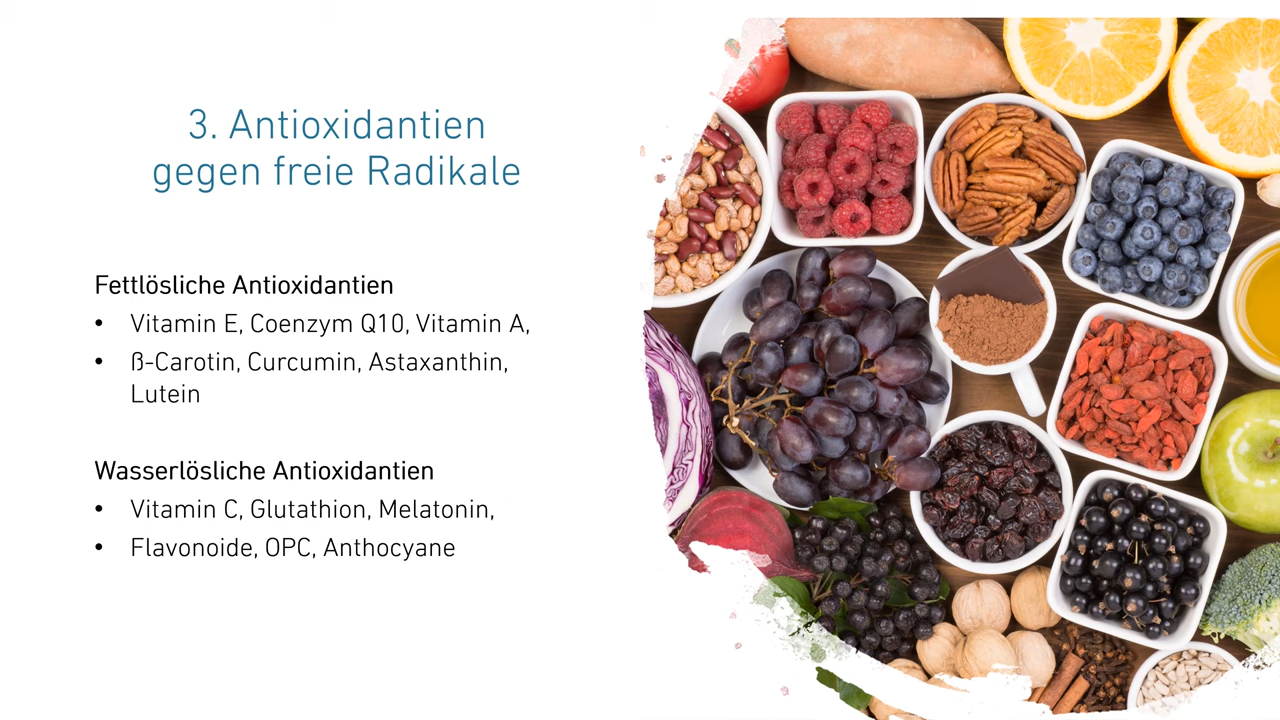 3. Antioxidantien
gegen freie Radikale
Fettlösliche Antioxidantien
• Vitamin E, Coenzym Q10, Vitamin A,
• ß-Carotin, Curcumin, Astaxanthin,
Lutein
Wasserlösliche Antioxidantien
• Vitamin C, Glutathion, Melatonin,
• Flavonoide, OPC, Anthocyane